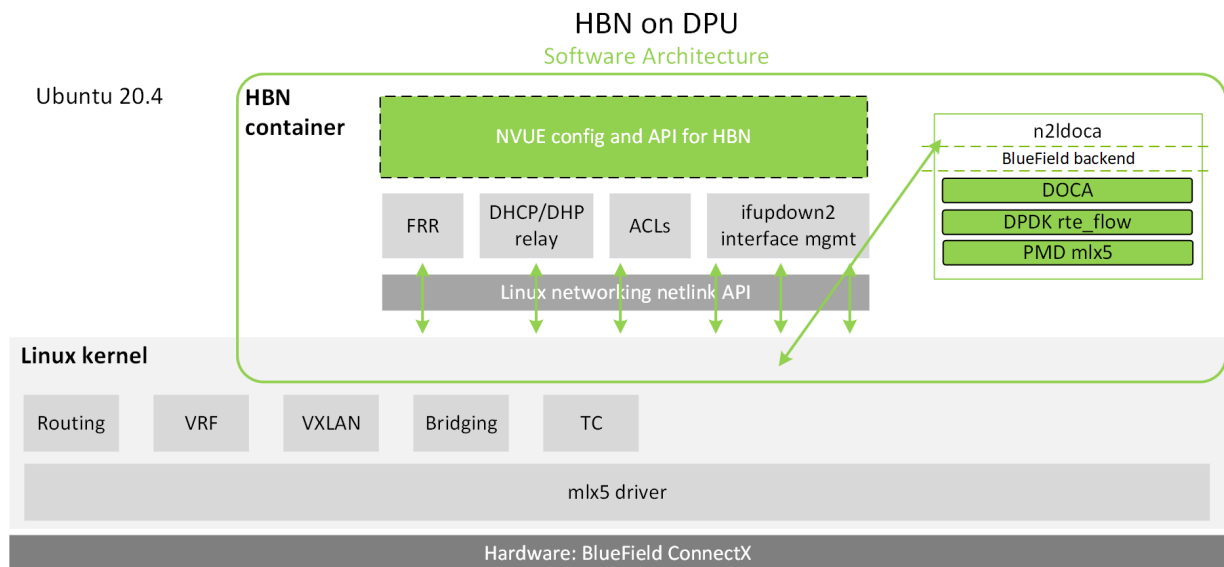 HBN on DPU
Software Architecture
Ubuntu 20.4
HBN
container
NVUE config and API for HBN
n2ldoca
BlueField backend
DOCA
DPDK rte_flow
PMD mlx5
FRR
DHCP/DHP
relay
ACLs
ifupdown2
interface mgmt
Linux networking netlink API
Linux kernel
Routing
VRF
VXLAN
Bridging
TC
mlx5 driver
Hardware: BlueField ConnectX